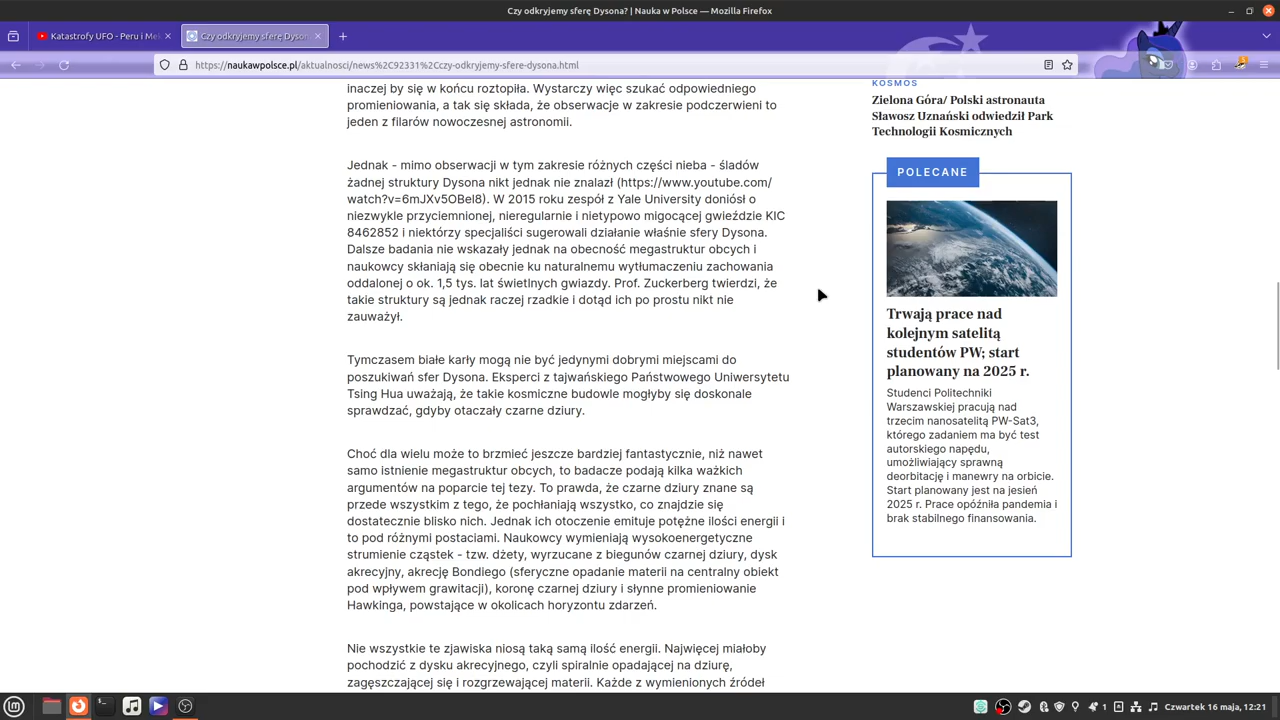 Czy odkryjemy sferę Dysona? | Nauka w Polsce — Mozilla Firefox
Katastrofy UFO - Peru i Mek
Czy odkryjemy sferę Dyson
https://naukawpolsce.pl/aktualnosci/news%2C92331%2Cczy-odkryjemy-sfere-dysona.html
inaczej by się w końcu roztopiła. Wystarczy więc szukać odpowiedniego
promieniowania, a tak się składa, że obserwacje w zakresie podczerwieni to
jeden z filarów nowoczesnej astronomii.
Jednak - mimo obserwacji w tym zakresie różnych części nieba - śladów
żadnej struktury Dysona nikt jednak nie znalazł (https://www.youtube.com/
watch?v=6mJXv5OBel8). W 2015 roku zespół z Yale University doniósł o
niezwykle przyciemnionej, nieregularnie i nietypowo migocącej gwieździe KIC
8462852 i niektórzy specjaliści sugerowali działanie właśnie sfery Dysona.
Dalsze badania nie wskazały jednak na obecność megastruktur obcych i
naukowcy skłaniają się obecnie ku naturalnemu wytłumaczeniu zachowania
oddalonej o ok. 1,5 tys. lat świetlnych gwiazdy. Prof. Zuckerberg twierdzi, że
takie struktury są jednak raczej rzadkie i dotąd ich po prostu nikt nie
zauważył.
Tymczasem białe karły mogą nie być jedynymi dobrymi miejscami do
poszukiwań sfer Dysona. Eksperci z tajwańskiego Państwowego Uniwersytetu
Tsing Hua uważają, że takie kosmiczne budowle mogłyby się doskonale
sprawdzać, gdyby otaczały czarne dziury.
Choć dla wielu może to brzmieć jeszcze bardziej fantastycznie, niż nawet
samo istnienie megastruktur obcych, to badacze podają kilka ważkich
argumentów na poparcie tej tezy. To prawda, że czarne dziury znane są
przede wszystkim z tego, że pochłaniają wszystko, co znajdzie się
dostatecznie blisko nich. Jednak ich otoczenie emituje potężne ilości energii i
to pod różnymi postaciami. Naukowcy wymieniają wysokoenergetyczne
strumienie cząstek - tzw. dżety, wyrzucane z biegunów czarnej dziury, dysk
akrecyjny, akrecję Bondiego (sferyczne opadanie materii na centralny obiekt
pod wpływem grawitacji), koronę czarnej dziury i słynne promieniowanie
Hawkinga, powstające w okolicach horyzontu zdarzeń.
Nie wszystkie te zjawiska niosą taką samą ilość energii. Najwięcej miałoby
pochodzić z dysku akrecyjnego, czyli spiralnie opadającej na dziurę,
zagęszczającej się i rozgrzewającej materii. Każde z wymienionych źródeł
KOSMOS
Zielona Góra/ Polski astronauta
Sławosz Uznański odwiedził Park
Technologii Kosmicznych
POLECANE
Trwają prace nad
kolejnym satelitą
studentów PW; start
planowany na 2025 r.
Studenci Politechniki
Warszawskiej pracują nad
trzecim nanosatelitą PW-Sat3,
którego zadaniem ma być test
autorskiego napędu,
umożliwiający sprawną
deorbitację i manewry na orbicie.
Start planowany jest na jesień
2025 r. Prace opóźniła pandemia i
brak stabilnego finansowania.
1
Czwartek 16 maja, 12:21